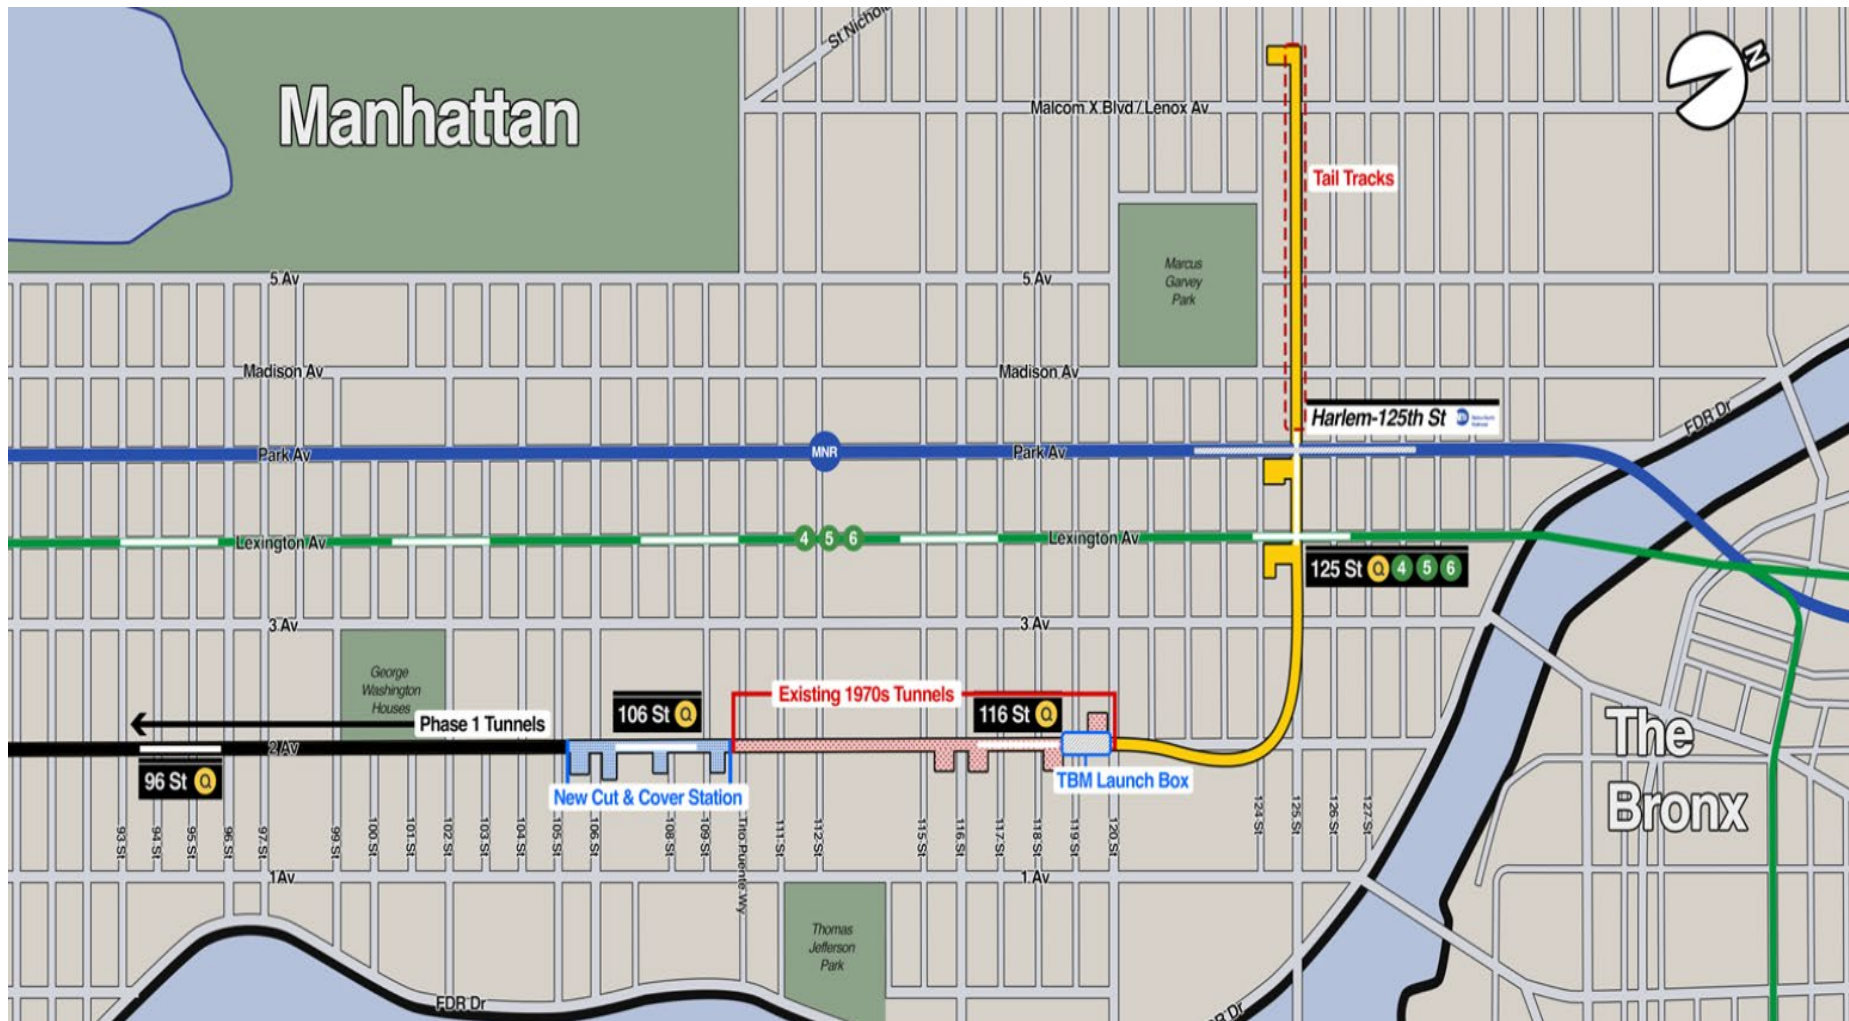 St Nichol
Manhattan
N
Malcom X Blvd / Lenox Av
Tail Tracks
Marcus
Garvey
Park
5 Av
5 Av
Madison Av
Madison Av
Harlem-125th St
FDR Dr
Park Av
MNR
Park Av
Lexington Av
4 5 6
Lexington Av
125 St Q 4 5 6
3 Av
3 Av
George
Washington
Houses
Existing 1970s Tunnels
106 St Q
116 St Q
Phase 1 Tunnels
2 Av
96 St Q
New Cut & Cover Station
TBM Launch Box
The
Bronx
93 St
94 St
95 St
96 St
97 St
99 St
100 St
101 St
102 St
103 St
104 St
105 St
106 St
108 St
109 St
Tito Puente Wy
111 St
112 St
115 St
116 St
117 St
118 St
119 St
120 St
124 St
125 St
126 St
127 St
1 Av
1 Av
Thomas
Jefferson
Park
FDR Dr
DR Dr